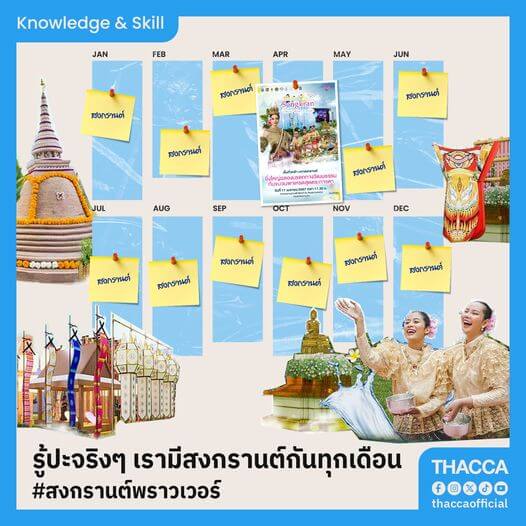 Knowledge & Skill
JAN FEB MAR APR MAY JUN
สงกรานต์
สงกรานต์
สงกรานต์
Songkran
สงกรานต์
สงกรานต์
JUL AUG SEP OCT NOV DEC
สงกรานต์
สงกรานต์
สงกรานต์
สงกรานต์
สงกรานต์
สงกรานต์
รู้ปะจริงๆ เรามีสงกรานต์กันทุกเดือน
#สงกรานต์พราวเวอร์
THACCA
thaccaofficial